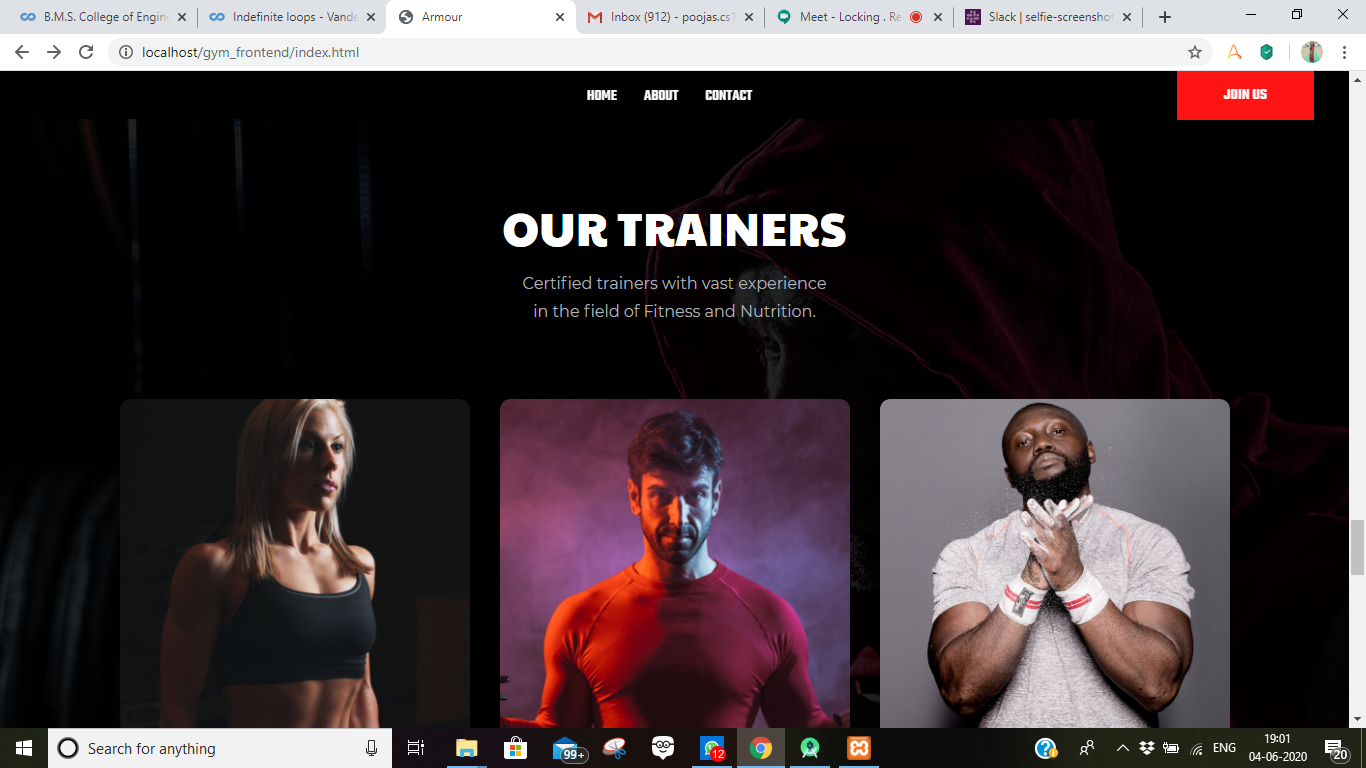 B.M.S. College of Engin
Indefinite loops - Vande
Armour
Inbox (912) - poojas.cs1
Meet - Locking . Re
Slack | selfie-screenshot
localhost/gym_frontend/index.html
HOME
ABOUT
CONTACT
JOIN US
OUR TRAINERS
Certified trainers with vast experience
in the field of Fitness and Nutrition.
Search for anything
99+
12
ENG
19:01
04-06-2020
20